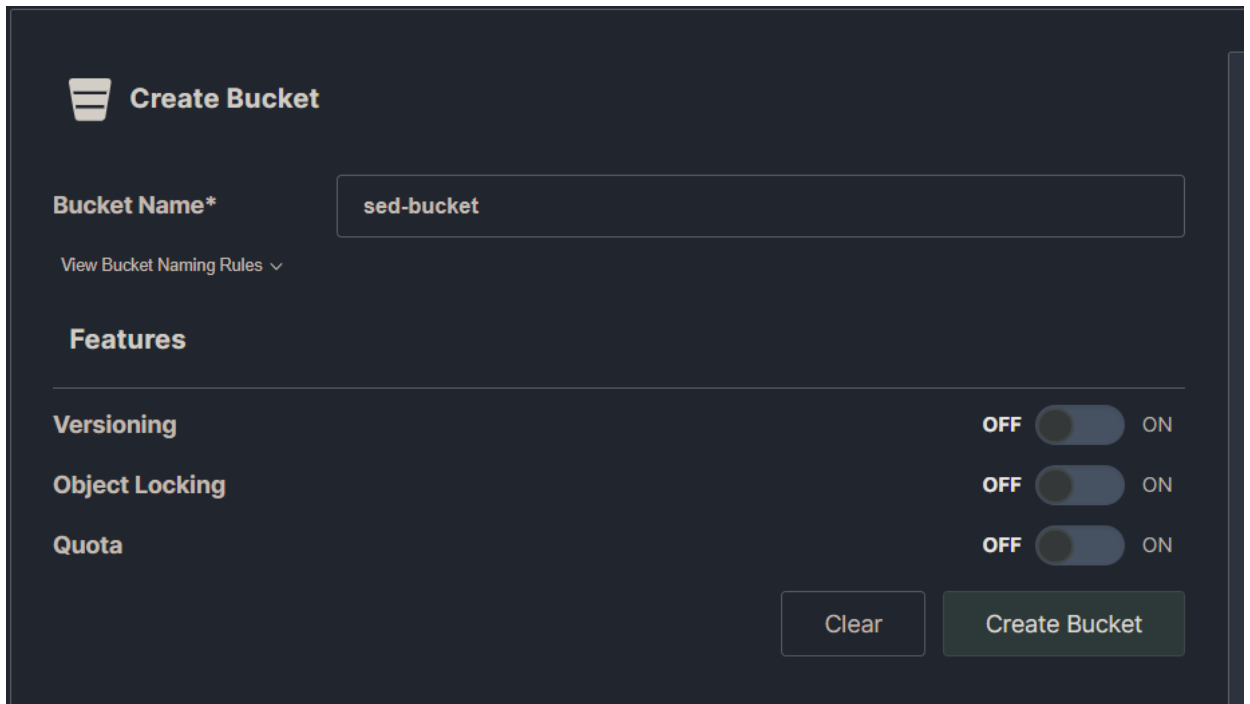 Create Bucket
Bucket Name*
sed-bucket
View Bucket Naming Rules
Features
Versioning
OFF ON
Object Locking
OFF ON
Quota
OFF ON
Clear
Create Bucket